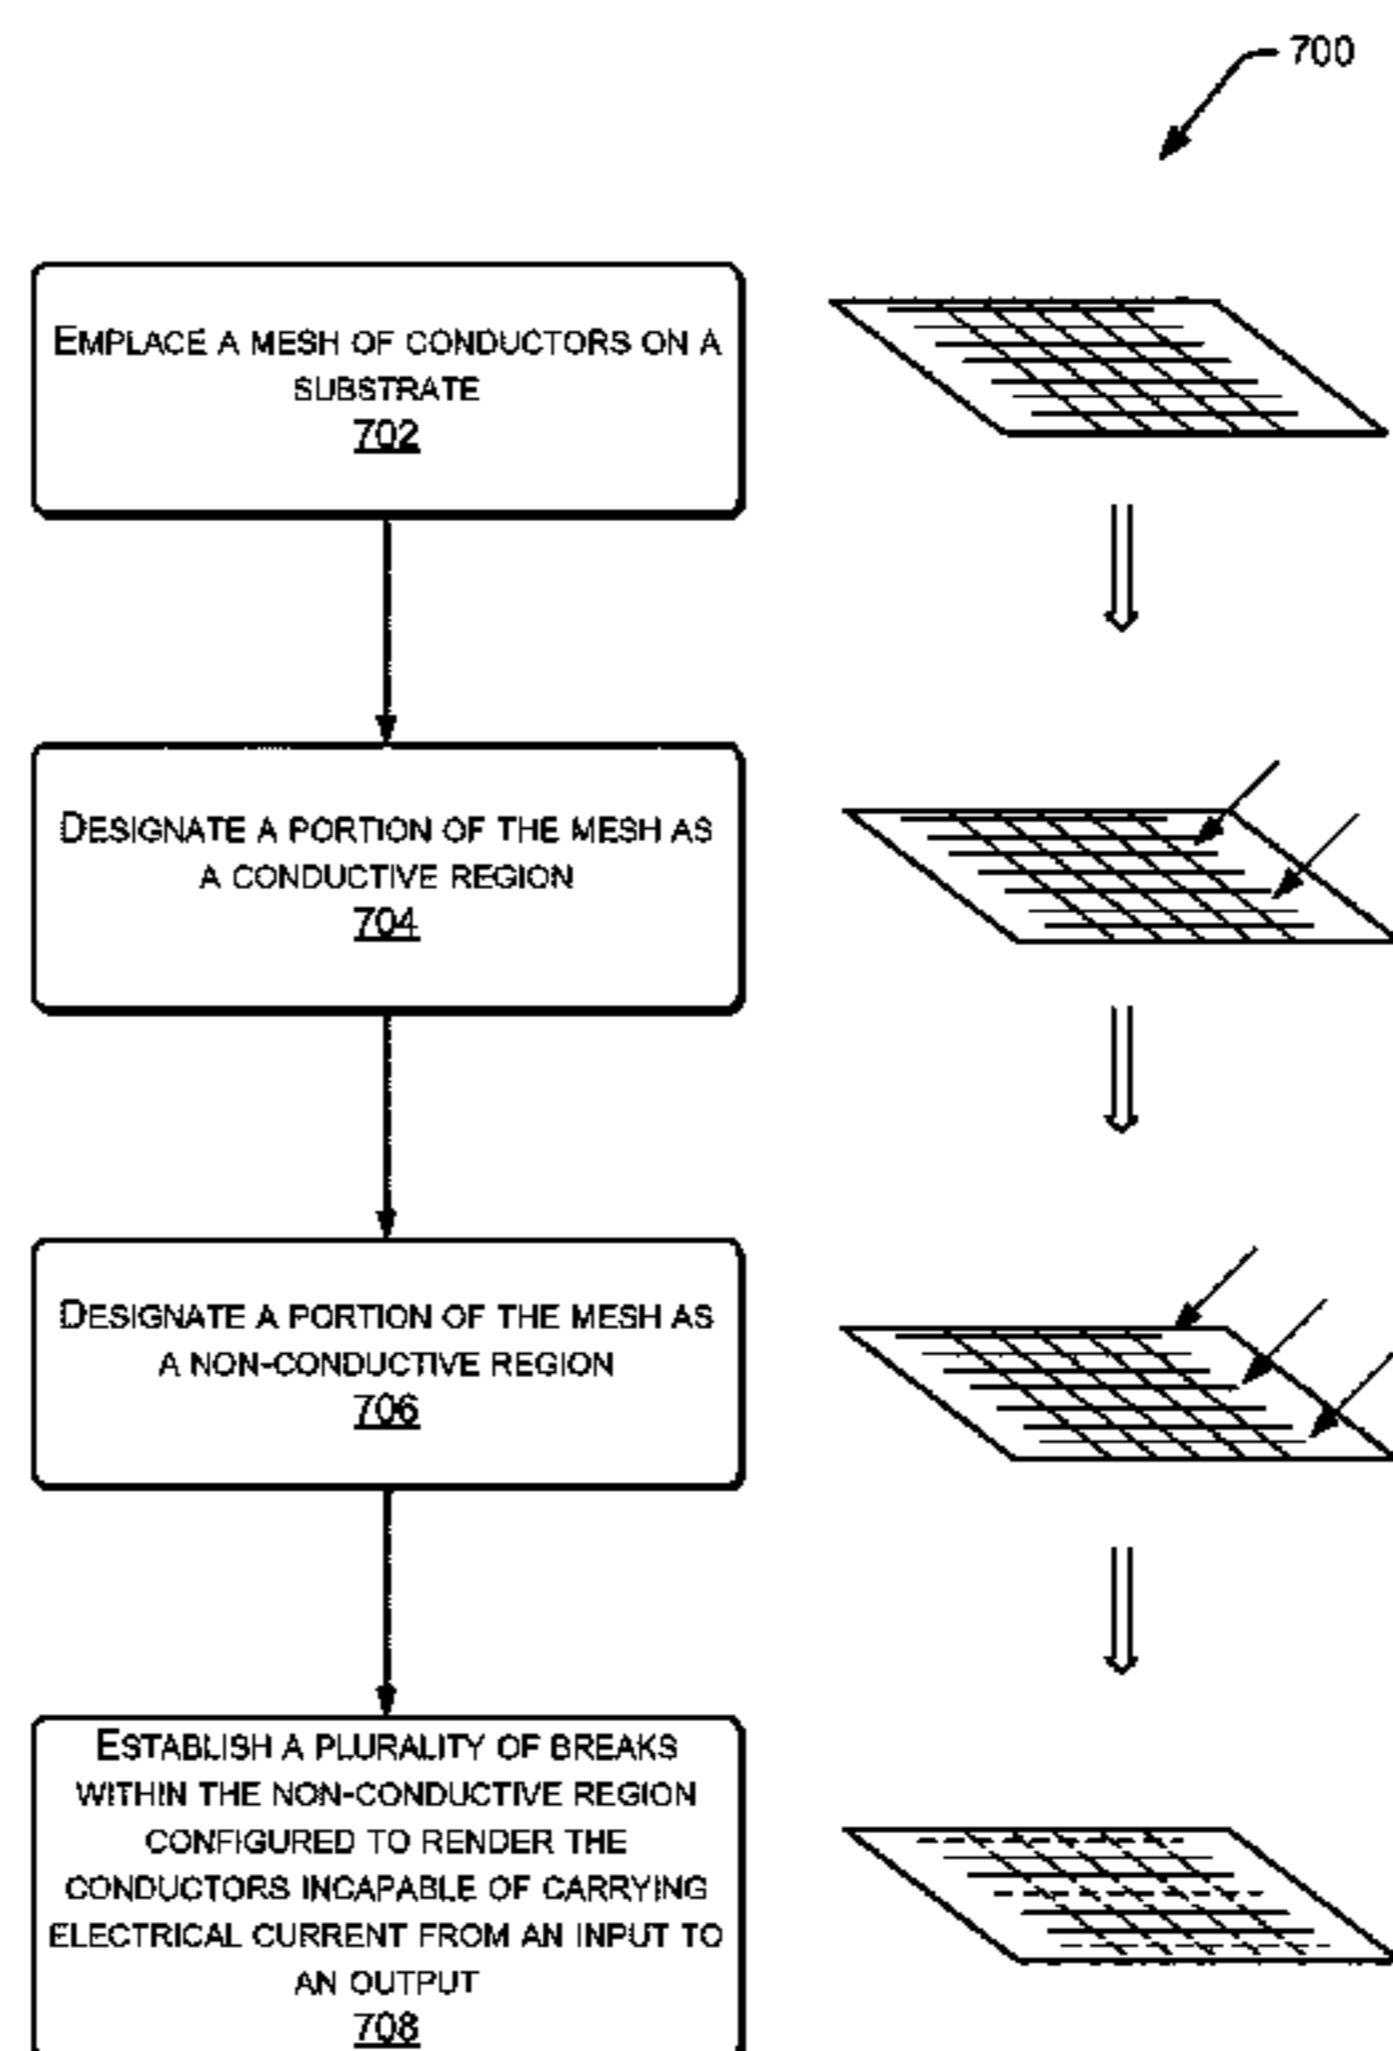 700
EMPLACE A MESH OF CONDUCTORS ON A
SUBSTRATE
702
DESIGNATE A PORTION OF THE MESH AS
A CONDUCTIVE REGION
704
DESIGNATE A PORTION OF THE MESH AS
A NON-CONDUCTIVE REGION
706
ESTABLISH A PLURALITY OF BREAKS
WITHIN THE NON-CONDUCTIVE REGION
CONFIGURED TO RENDER THE
CONDUCTORS INCAPABLE OF CARRYING
ELECTRICAL CURRENT FROM AN INPUT TO
AN OUTPUT
708